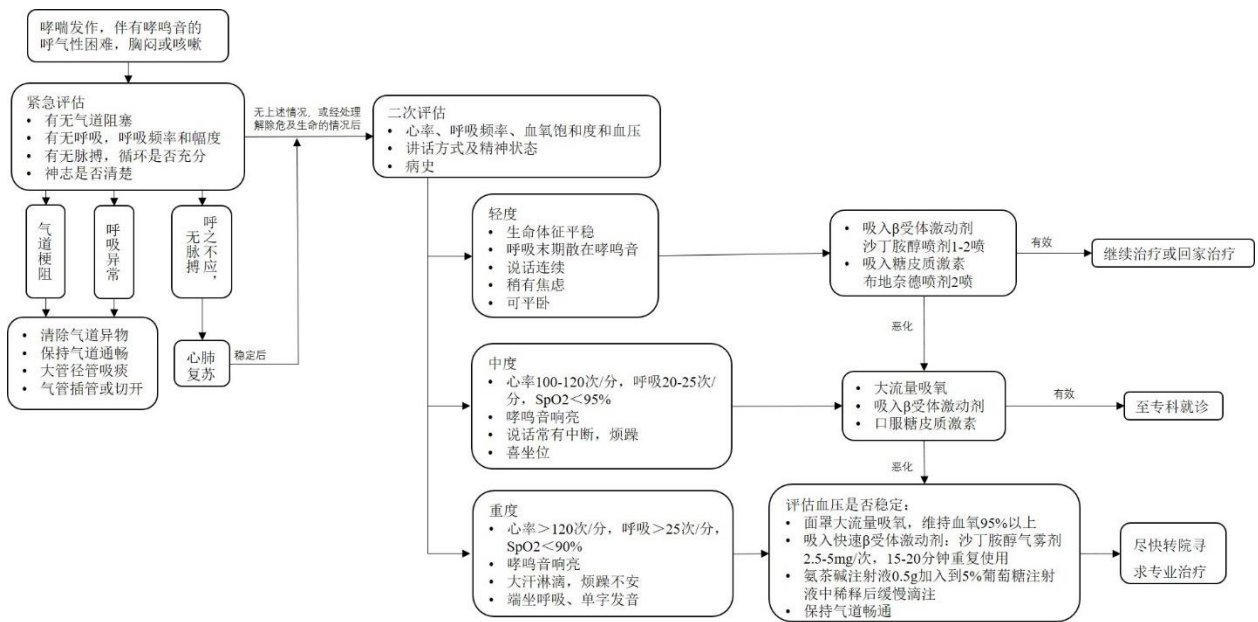 哮喘发作，伴有哮鸣音的
呼气性困难，胸闷或咳嗽
紧急评估
• 有无气道阻塞
• 有无呼吸，呼吸频率和幅度
• 有无脉搏，循环是否充分
• 神志是否清楚
无上述情况，或经处理
解除危及生命的情况后
二次评估
• 心率、呼吸频率、血氧饱和度和血压
• 讲话方式及精神状态
• 病史
气道梗阻
呼吸异常
呼之不应，
无脉搏
• 清除气道异物
• 保持气道通畅
• 大管径管吸痰
• 气管插管或切开
心肺
复苏
稳定后
轻度
• 生命体征平稳
• 呼吸末期散在哮鸣音
• 说话连续
• 稍有焦虑
• 可平卧
• 吸入β受体激动剂
沙丁胺醇喷剂1-2喷
• 吸入糖皮质激素
布地奈德喷剂2喷
有效
继续治疗或回家治疗
恶化
中度
• 心率100-120次/分，呼吸20-25次/
分，SpO2＜95%
• 哮鸣音响亮
• 说话常有中断，烦躁
• 喜坐位
• 大流量吸氧
• 吸入β受体激动剂
• 口服糖皮质激素
有效
至专科就诊
恶化
重度
• 心率＞120次/分，呼吸＞25次/分，
SpO2＜90%
• 哮鸣音响亮
• 大汗淋漓，烦躁不安
• 端坐呼吸、单字发音
评估血压是否稳定：
• 面罩大流量吸氧，维持血氧95%以上
• 吸入快速β受体激动剂：沙丁胺醇气雾剂
2.5-5mg/次，15-20分钟重复使用
• 氨茶碱注射液0.5g加入到5%葡萄糖注射
液中稀释后缓慢滴注
• 保持气道畅通
尽快转院寻
求专业治疗